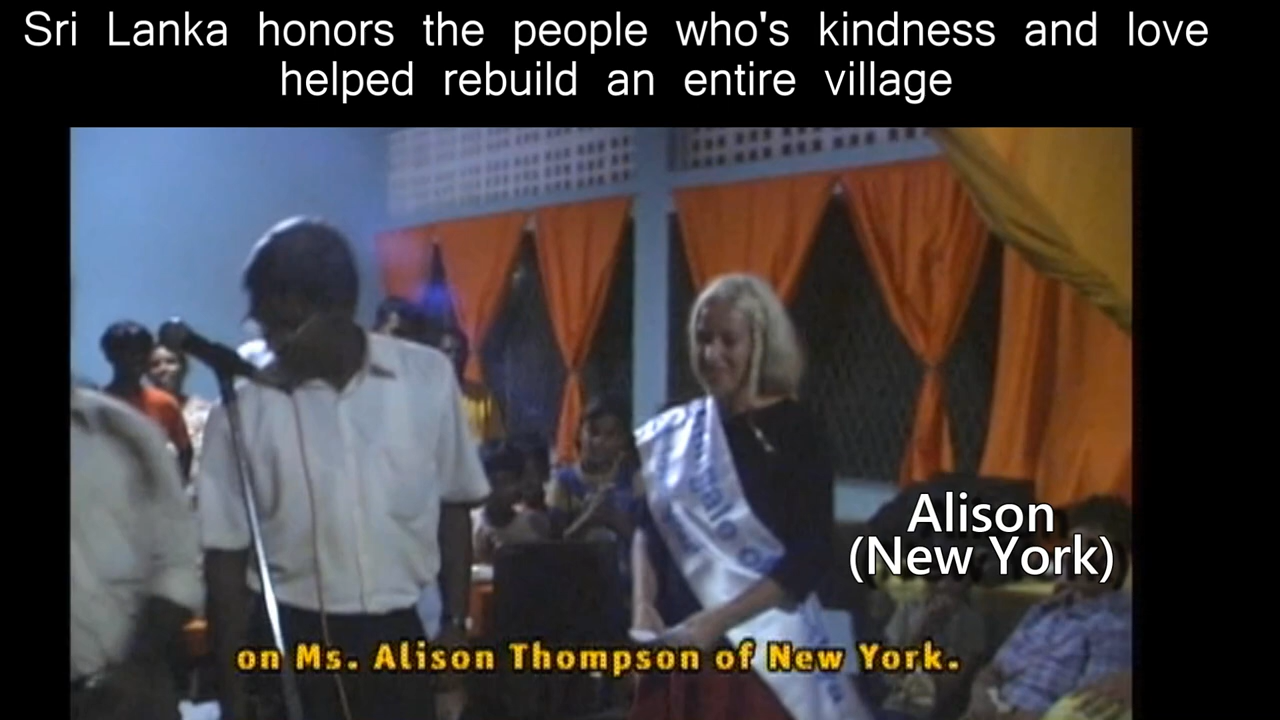 Sri Lanka honors the people who's kindness and love
helped rebuild an entire village
Alison
(New York)
on Ms. Alison Thompson of New York.